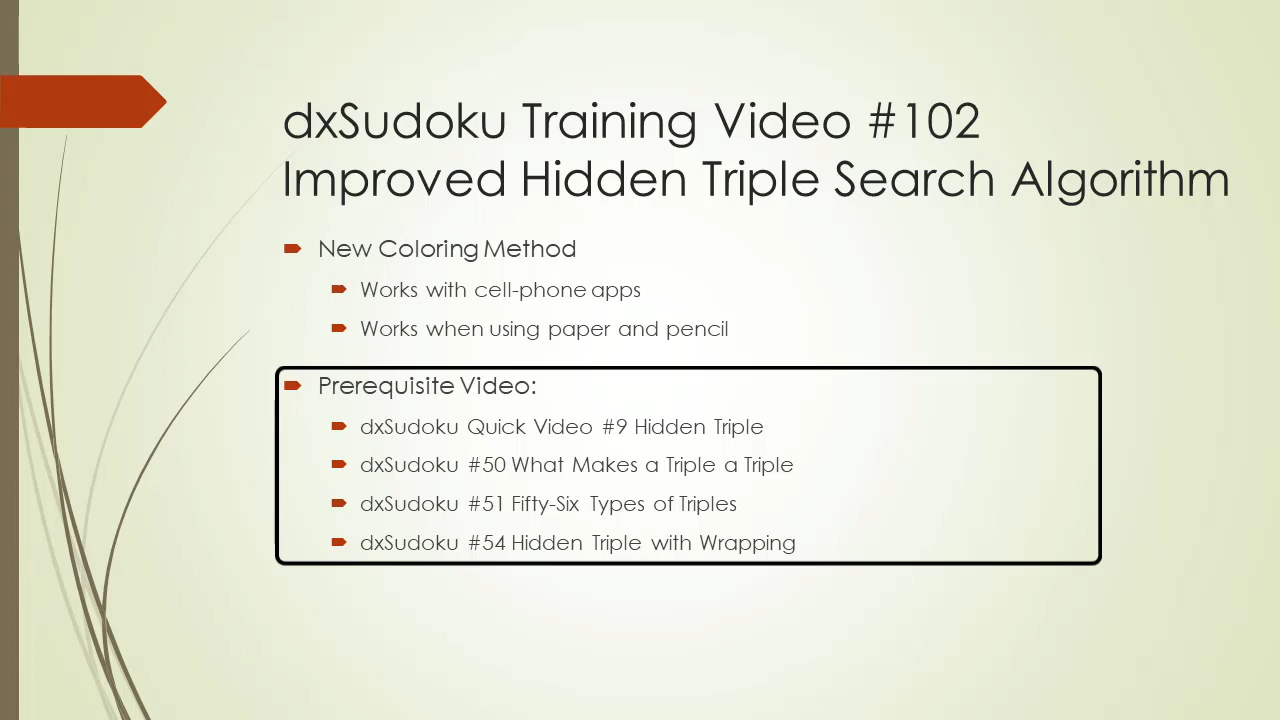 dxSudoku Training Video #102
Improved Hidden Triple Search Algorithm
New Coloring Method
Works with cell-phone apps
Works when using paper and pencil
Prerequisite Video:
dxSudoku Quick Video #9 Hidden Triple
dxSudoku #50 What Makes a Triple a Triple
dxSudoku #51 Fifty-Six Types of Triples
dxSudoku #54 Hidden Triple with Wrapping